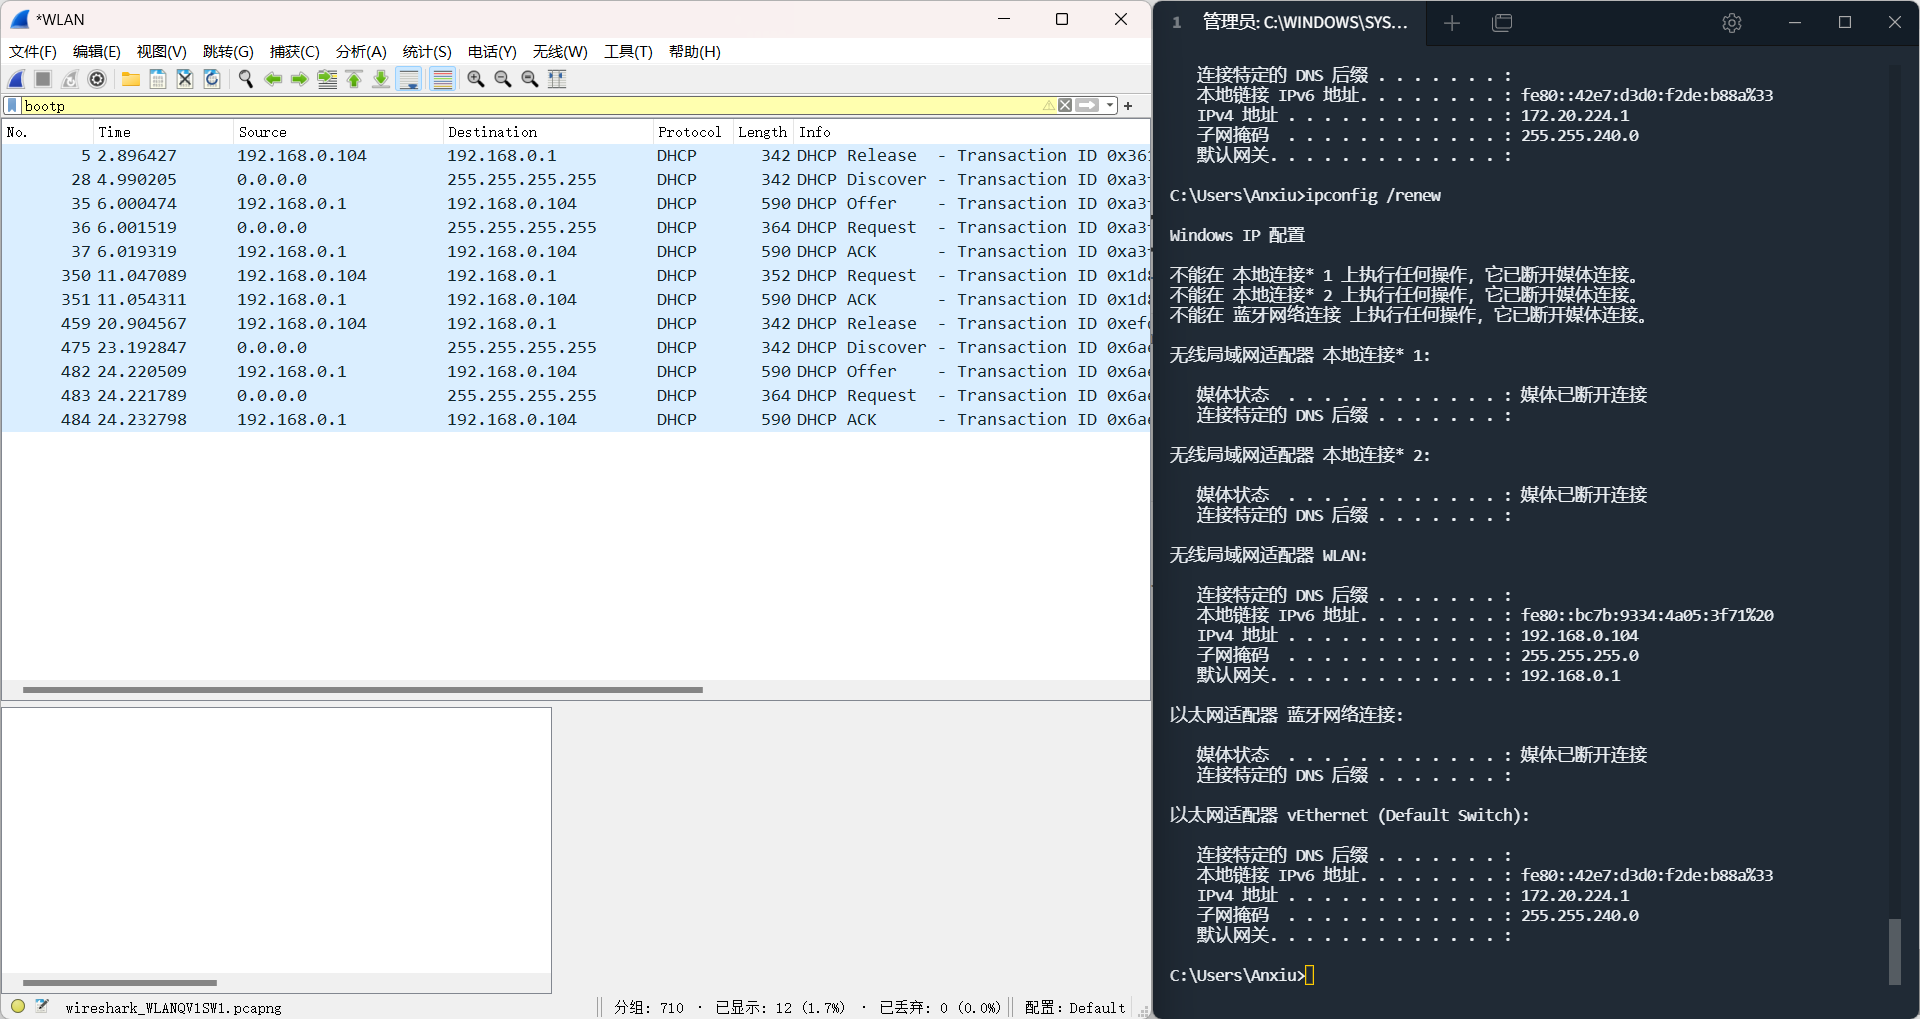 *WLAN
文件(F) 编辑(E) 视图(V) 跳转(G) 捕获(C) 分析(A) 统计(S) 电话(Y) 无线(W) 工具(T) 帮助(H)
bootp
No. Time Source Destination Protocol Length Info
5 2.896427 192.168.0.104 192.168.0.1 DHCP 342 DHCP Release - Transaction ID 0x361
28 4.990205 0.0.0.0 255.255.255.255 DHCP 342 DHCP Discover - Transaction ID 0xa3
35 6.000474 192.168.0.1 192.168.0.104 DHCP 590 DHCP Offer - Transaction ID 0xa3
36 6.001519 0.0.0.0 255.255.255.255 DHCP 364 DHCP Request - Transaction ID 0xa3
37 6.019319 192.168.0.1 192.168.0.104 DHCP 590 DHCP ACK - Transaction ID 0xa3
350 11.047089 192.168.0.104 192.168.0.1 DHCP 352 DHCP Request - Transaction ID 0x1d8
351 11.054311 192.168.0.1 192.168.0.104 DHCP 590 DHCP ACK - Transaction ID 0x1d8
459 20.904567 192.168.0.104 192.168.0.1 DHCP 342 DHCP Release - Transaction ID 0xef
475 23.192847 0.0.0.0 255.255.255.255 DHCP 342 DHCP Discover - Transaction ID 0x6a
482 24.220509 192.168.0.1 192.168.0.104 DHCP 590 DHCP Offer - Transaction ID 0x6a
483 24.221789 0.0.0.0 255.255.255.255 DHCP 364 DHCP Request - Transaction ID 0x6a
484 24.232798 192.168.0.1 192.168.0.104 DHCP 590 DHCP ACK - Transaction ID 0x6a
wireshark_WLANQV1SW1.pcapng 分组: 710 · 已显示: 12 (1.7%) · 已丢弃: 0 (0.0%) 配置: Default
1 管理员: C:\WINDOWS\SYS...
连接特定的 DNS 后缀 . . . . . . . :
本地链接 IPv6 地址. . . . . . . . : fe80::42e7:d3d0:f2de:b88a%33
IPv4 地址 . . . . . . . . . . . . : 172.20.224.1
子网掩码 . . . . . . . . . . . . : 255.255.240.0
默认网关. . . . . . . . . . . . . :
C:\Users\Anxiu>ipconfig /renew
Windows IP 配置
不能在 本地连接* 1 上执行任何操作，它已断开媒体连接。
不能在 本地连接* 2 上执行任何操作，它已断开媒体连接。
不能在 蓝牙网络连接 上执行任何操作，它已断开媒体连接。
无线局域网适配器 本地连接* 1:
媒体状态 . . . . . . . . . . . . : 媒体已断开连接
连接特定的 DNS 后缀 . . . . . . . :
无线局域网适配器 本地连接* 2:
媒体状态 . . . . . . . . . . . . : 媒体已断开连接
连接特定的 DNS 后缀 . . . . . . . :
无线局域网适配器 WLAN:
连接特定的 DNS 后缀 . . . . . . . :
本地链接 IPv6 地址. . . . . . . . : fe80::bc7b:9334:4a05:3f71%20
IPv4 地址 . . . . . . . . . . . . : 192.168.0.104
子网掩码 . . . . . . . . . . . . : 255.255.255.0
默认网关. . . . . . . . . . . . . : 192.168.0.1
以太网适配器 蓝牙网络连接:
媒体状态 . . . . . . . . . . . . : 媒体已断开连接
连接特定的 DNS 后缀 . . . . . . . :
以太网适配器 vEthernet (Default Switch):
连接特定的 DNS 后缀 . . . . . . . :
本地链接 IPv6 地址. . . . . . . . : fe80::42e7:d3d0:f2de:b88a%33
IPv4 地址 . . . . . . . . . . . . : 172.20.224.1
子网掩码 . . . . . . . . . . . . : 255.255.240.0
默认网关. . . . . . . . . . . . . :
C:\Users\Anxiu>